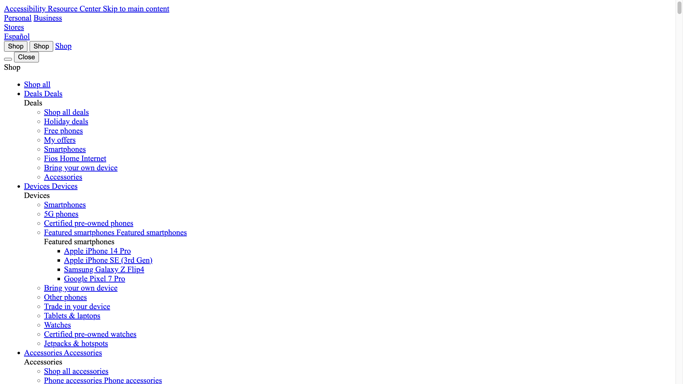 Accessibility Resource Center Skip to main content
Personal Business
Stores
Español
Shop Shop Shop
Close
Shop
Shop all
Deals Deals
Deals
Shop all deals
Holiday deals
Free phones
My offers
Smartphones
Fios Home Internet
Bring your own device
Accessories
Devices Devices
Devices
Smartphones
5G phones
Certified pre-owned phones
Featured smartphones Featured smartphones
Featured smartphones
Apple iPhone 14 Pro
Apple iPhone SE (3rd Gen)
Samsung Galaxy Z Flip4
Google Pixel 7 Pro
Bring your own device
Other phones
Trade in your device
Tablets & laptops
Watches
Certified pre-owned watches
Jetpacks & hotspots
Accessories Accessories
Accessories
Shop all accessories
Phone accessories Phone accessories